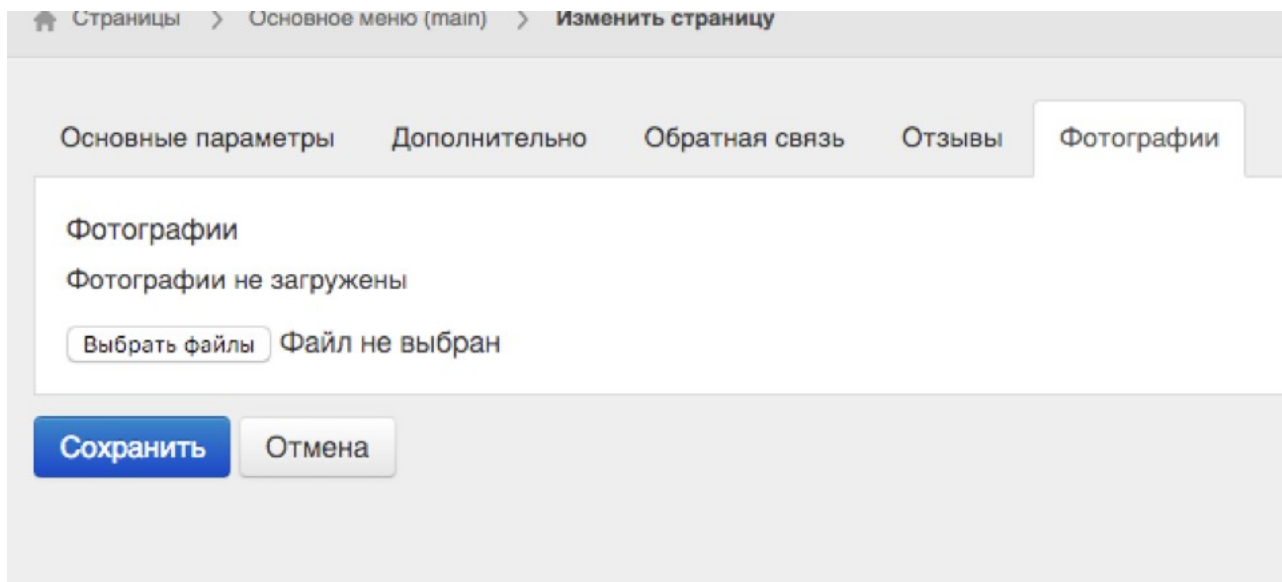 Страницы > Основное меню (main) > Изменить страницу
Основные параметры Дополнительно Обратная связь Отзывы Фотографии
Фотографии
Фотографии не загружены
Выбрать файлы Файл не выбран
Сохранить Отмена